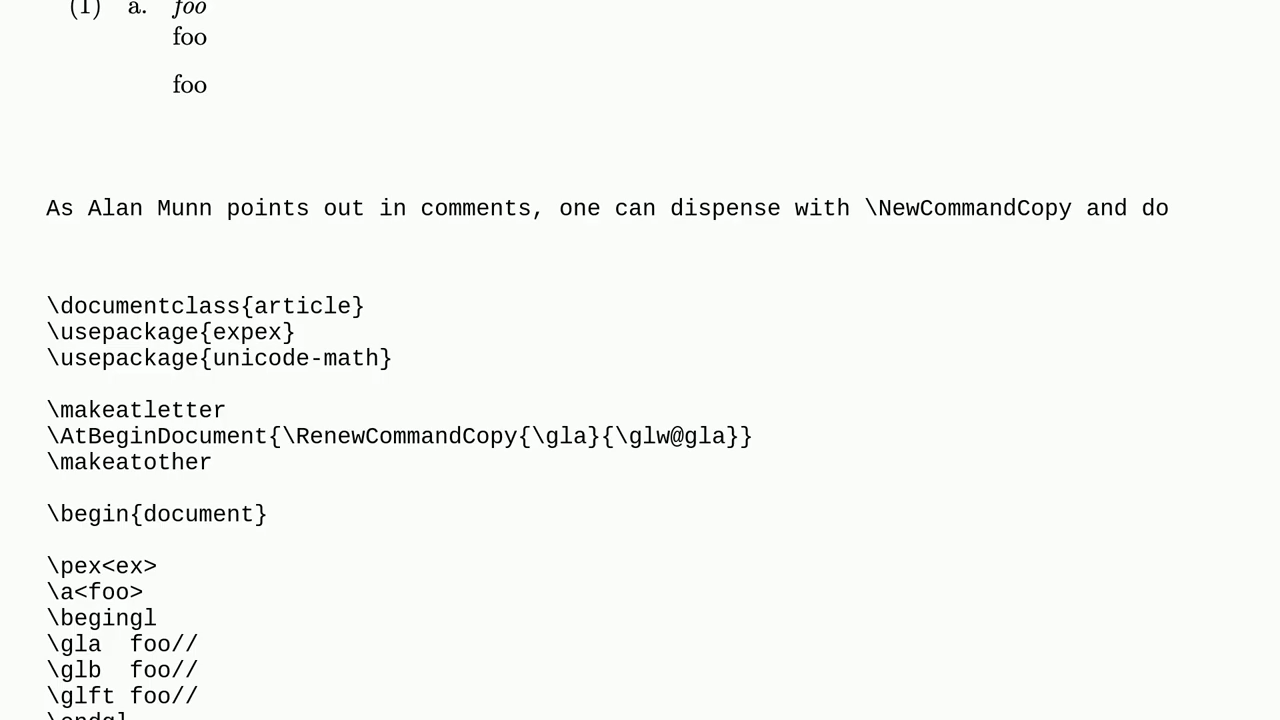 (1) a. foo
foo
foo
As Alan Munn points out in comments, one can dispense with \NewCommandCopy and do
\documentclass{article}
\usepackage{expex}
\usepackage{unicode-math}
\makeatletter
\AtBeginDocument{\RenewCommandCopy{\gla}{\glw@gla}}
\makeatother
\begin{document}
\pex<ex>
\a<foo>
\begingl
\gla  foo//
\glb  foo//
\glft foo//
\endgl